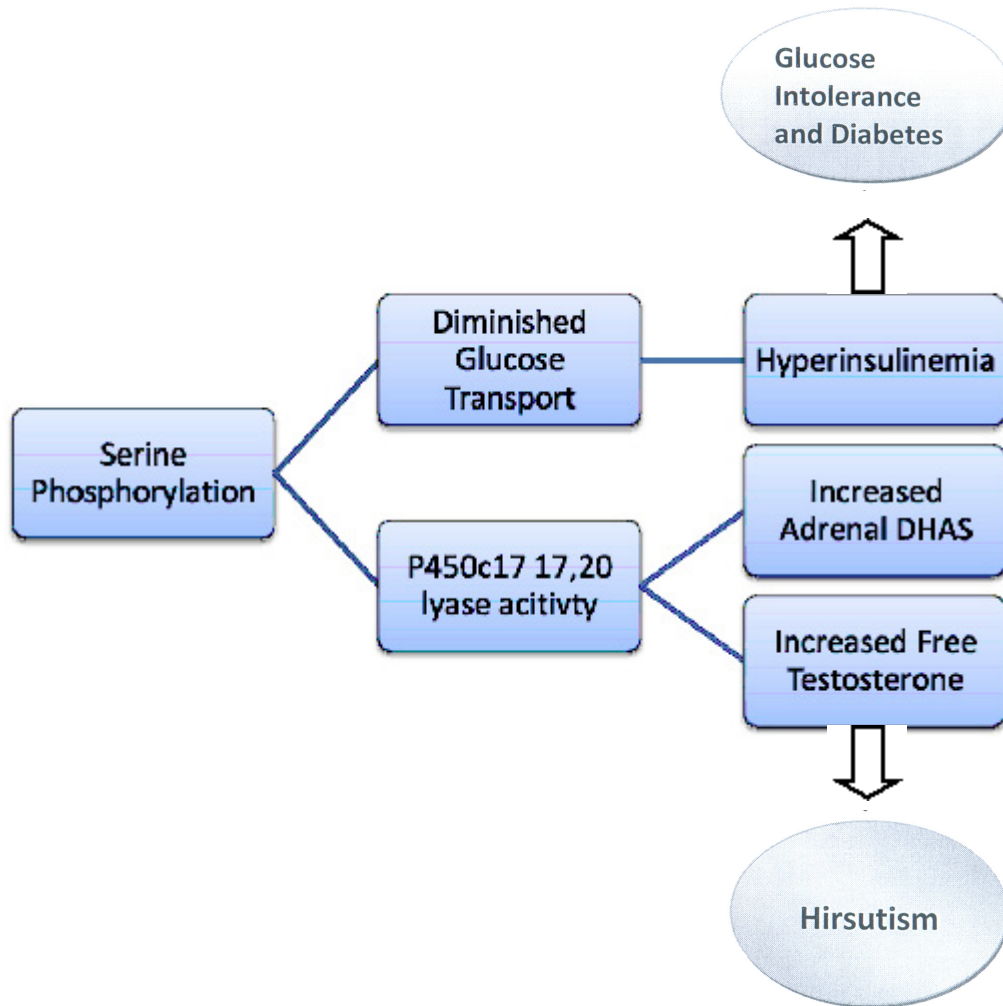 Glucose
Intolerance
and Diabetes
Diminished
Glucose
Transport
Hyperinsulinemia
Serine
Phosphorylation
Increased
Adrenal DHAS
P450c17 17,20
lyase acitivty
Increased Free
Testosterone
Hirsutism